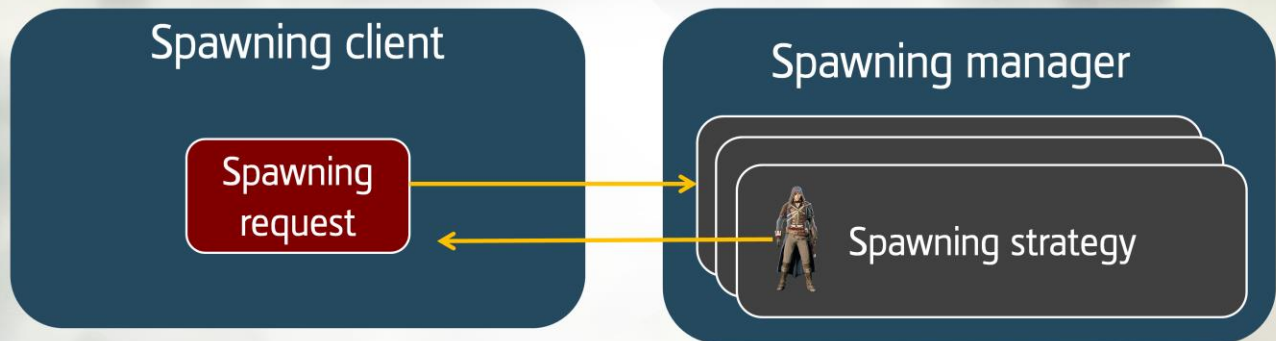 Spawning client
Spawning
request
Spawning manager
Spawning strategy